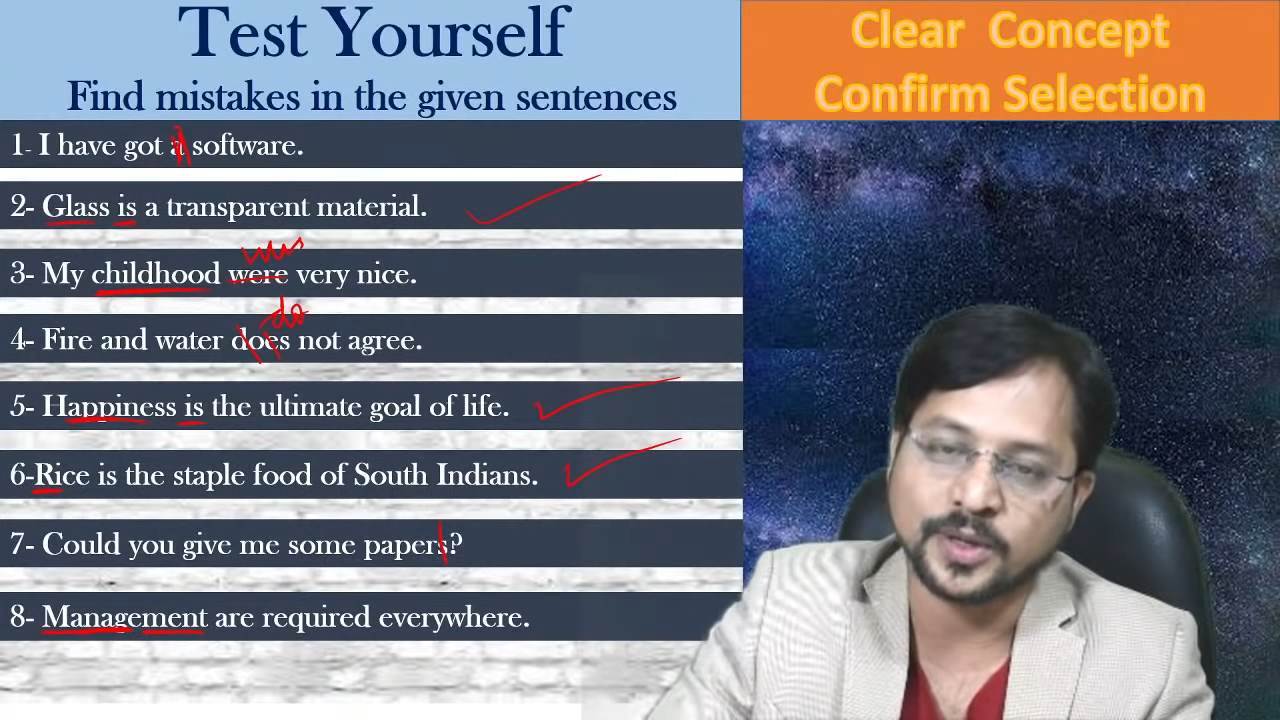 Test Yourself
Find mistakes in the given sentences
Clear Concept
Confirm Selection
1- I have got a software.
2- Glass is a transparent material.
was
3- My childhood were very nice.
do
4- Fire and water does not agree.
5- Happiness is the ultimate goal of life.
6-Rice is the staple food of South Indians.
7- Could you give me some papers?
8- Management are required everywhere.